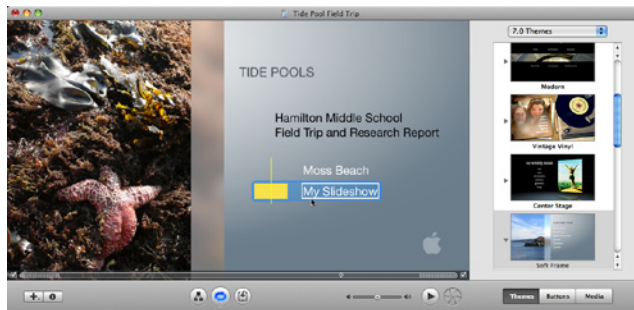 Tide Pool Field Trip
TIDE POOLS
Hamilton Middle School
Field Trip and Research Report
Moss Beach
My Slideshow
7.0 Themes
Modern
Vintage Vinyl
Center Stage
Soft Frame
Themes
Buttons
Media